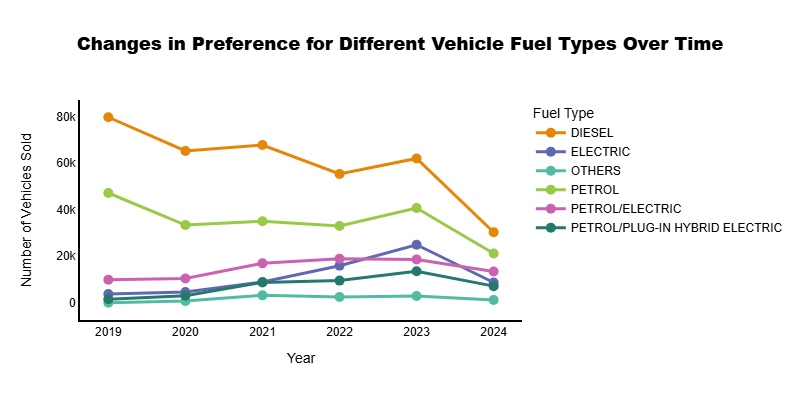 Changes in Preference for Different Vehicle Fuel Types Over Time
Number of Vehicles Sold
80k
60k
40k
20k
0
2019 2020 2021 2022 2023 2024
Year
Fuel Type
DIESEL
ELECTRIC
OTHERS
PETROL
PETROL/ELECTRIC
PETROL/PLUG-IN HYBRID ELECTRIC